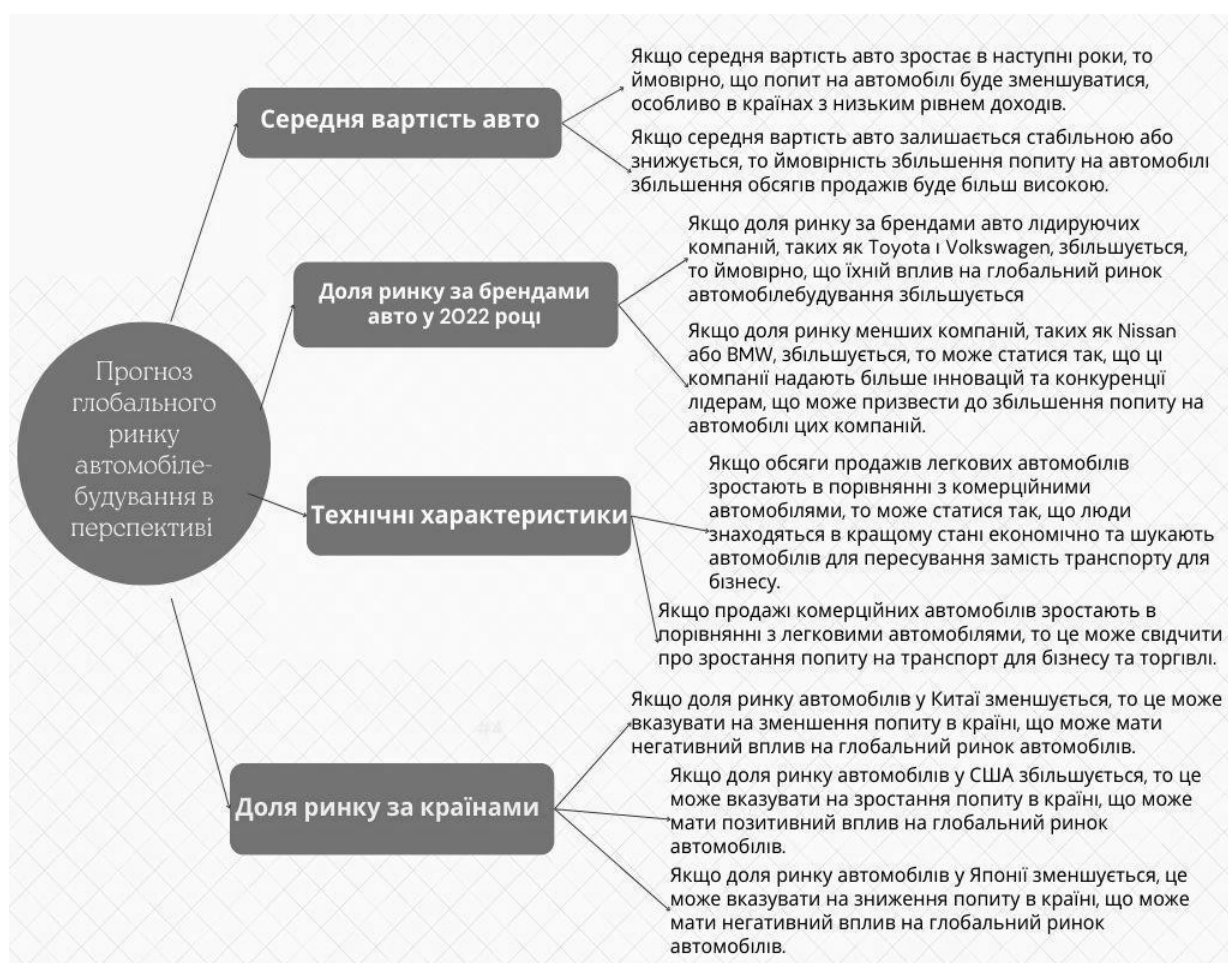 Прогноз
глобального
ринку
автомобіле-
будування в
перспективі
Середня вартість авто
Якщо середня вартість авто зростає в наступні роки, то
ймовірно, що попит на автомобілі буде зменшуватися,
особливо в країнах з низьким рівнем доходів.
Якщо середня вартість авто залишається стабільною або
знижується, то ймовірність збільшення попиту на автомобілі
збільшення обсягів продажів буде більш високою.
Доля ринку за брендами
авто у 2022 році
Якщо доля ринку за брендами авто лідируючих
компаній, таких як Toyota і Volkswagen, збільшується,
то ймовірно, що їхній вплив на глобальний ринок
автомобілебудування збільшується
Якщо доля ринку менших компаній, таких як Nissan
або BMW, збільшується, то може статися так, що ці
компанії надають більше інновацій та конкуренції
лідерам, що може призвести до збільшення попиту на
автомобілі цих компаній.
Технічні характеристики
Якщо обсяги продажів легкових автомобілів
зростають в порівнянні з комерційними
автомобілями, то може статися так, що люди
знаходяться в кращому стані економічно та шукають
автомобілів для пересування замість транспорту для
бізнесу.
Якщо продажі комерційних автомобілів зростають в
порівнянні з легковими автомобілями, то це може свідчити
про зростання попиту на транспорт для бізнесу та торгівлі.
Доля ринку за країнами
Якщо доля ринку автомобілів у Китаї зменшується, то це може
вказувати на зменшення попиту в країні, що може мати
негативний вплив на глобальний ринок автомобілів.
Якщо доля ринку автомобілів у США збільшується, то це
може вказувати на зростання попиту в країні, що може
мати позитивний вплив на глобальний ринок
автомобілів.
Якщо доля ринку автомобілів у Японії зменшується, це
може вказувати на зниження попиту в країні, що може
мати негативний вплив на глобальний ринок
автомобілів.